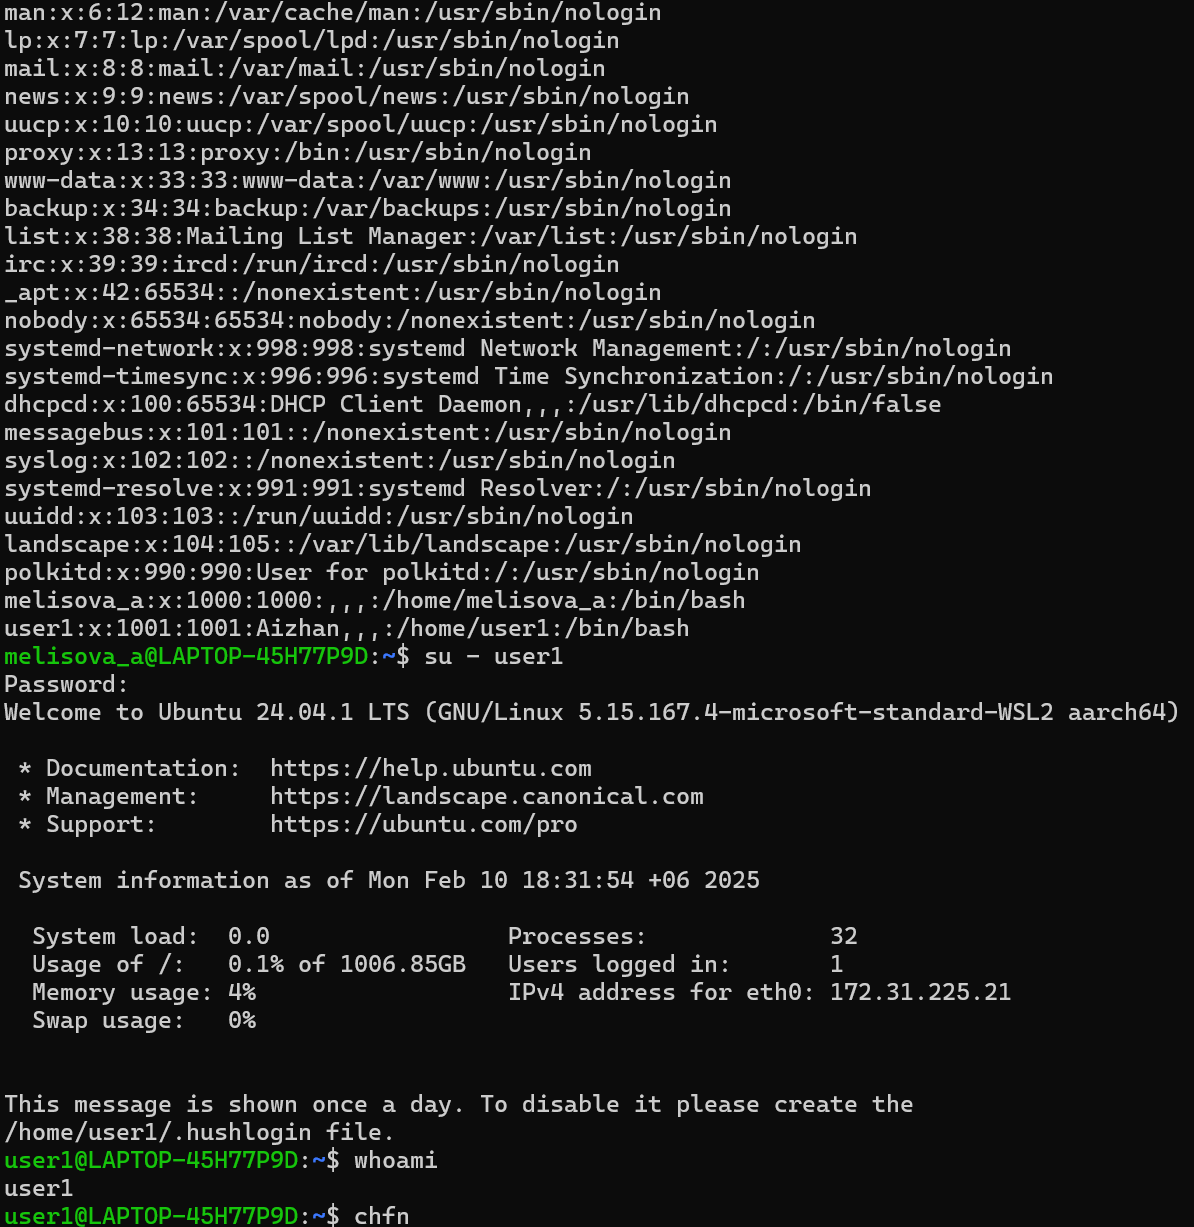 man:x:6:12:man:/var/cache/man:/usr/sbin/nologin
lp:x:7:7:lp:/var/spool/lpd:/usr/sbin/nologin
mail:x:8:8:mail:/var/mail:/usr/sbin/nologin
news:x:9:9:news:/var/spool/news:/usr/sbin/nologin
uucp:x:10:10:uucp:/var/spool/uucp:/usr/sbin/nologin
proxy:x:13:13:proxy:/bin:/usr/sbin/nologin
www-data:x:33:33:www-data:/var/www:/usr/sbin/nologin
backup:x:34:34:backup:/var/backups:/usr/sbin/nologin
list:x:38:38:Mailing List Manager:/var/list:/usr/sbin/nologin
irc:x:39:39:ircd:/run/ircd:/usr/sbin/nologin
_apt:x:42:65534::/nonexistent:/usr/sbin/nologin
nobody:x:65534:65534:nobody:/nonexistent:/usr/sbin/nologin
systemd-network:x:998:998:systemd Network Management:/:/usr/sbin/nologin
systemd-timesync:x:996:996:systemd Time Synchronization:/:/usr/sbin/nologin
dhcpcd:x:100:65534:DHCP Client Daemon,,,:/usr/lib/dhcpcd:/bin/false
messagebus:x:101:101::/nonexistent:/usr/sbin/nologin
syslog:x:102:102::/nonexistent:/usr/sbin/nologin
systemd-resolve:x:991:991:systemd Resolver:/:/usr/sbin/nologin
uuidd:x:103:103::/run/uuidd:/usr/sbin/nologin
landscape:x:104:105::/var/lib/landscape:/usr/sbin/nologin
polkitd:x:990:990:User for polkitd:/:/usr/sbin/nologin
melisova_a:x:1000:1000:,,,:/home/melisova_a:/bin/bash
user1:x:1001:1001:Aizhan,,,:/home/user1:/bin/bash
melisova_a@LAPTOP-45H77P9D:~$ su - user1
Password:
Welcome to Ubuntu 24.04.1 LTS (GNU/Linux 5.15.167.4-microsoft-standard-WSL2 aarch64)
* Documentation:  https://help.ubuntu.com
* Management:     https://landscape.canonical.com
* Support:        https://ubuntu.com/pro
System information as of Mon Feb 10 18:31:54 +06 2025
System load:  0.0                 Processes:             32
Usage of /:   0.1% of 1006.85GB   Users logged in:       1
Memory usage: 4%                  IPv4 address for eth0: 172.31.225.21
Swap usage:   0%
This message is shown once a day. To disable it please create the
/home/user1/.hushlogin file.
user1@LAPTOP-45H77P9D:~$ whoami
user1
user1@LAPTOP-45H77P9D:~$ chfn